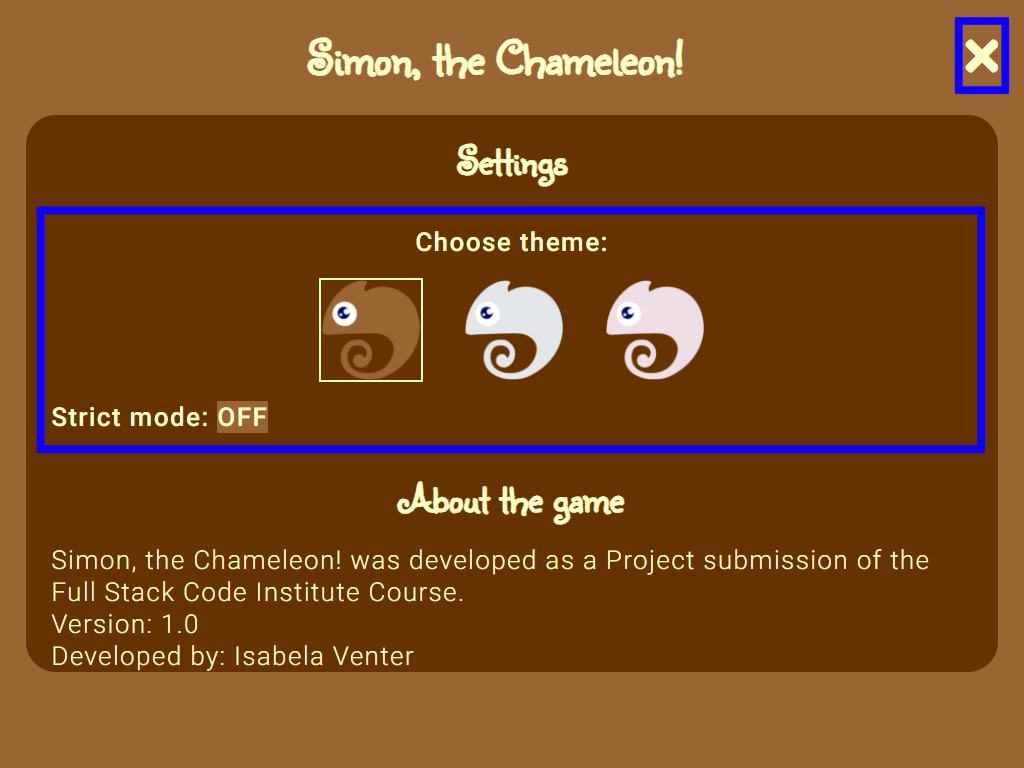 Simon, the Chameleon!
Settings
Choose theme:
Strict mode: OFF
About the game
Simon, the Chameleon! was developed as a Project submission of the
Full Stack Code Institute Course.
Version: 1.0
Developed by: Isabela Venter